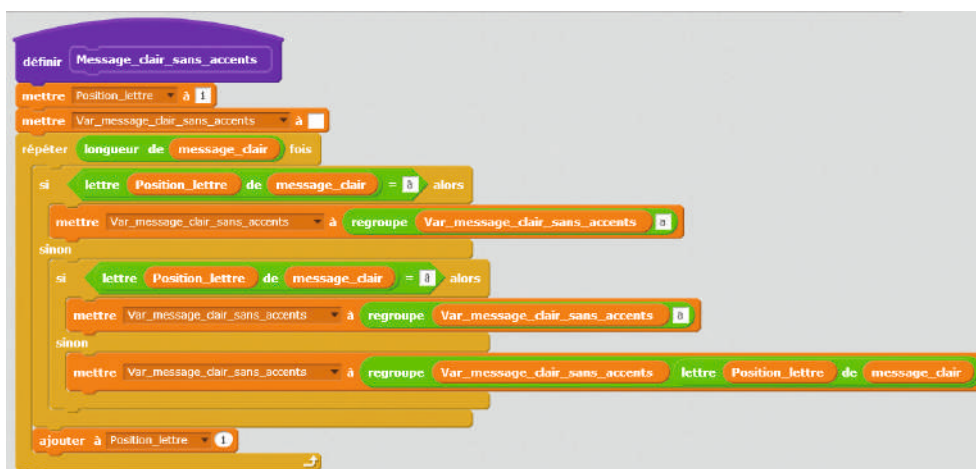 définir Message_clair_sans_accents
mettre Position_lettre à 1
mettre Var_message_clair_sans_accents à
répéter longueur de message_clair fois
si lettre Position_lettre de message_clair = alors
mettre Var_message_clair_sans_accents à regroupe Var_message_clair_sans_accents
sinon
si lettre Position_lettre de message_clair = alors
mettre Var_message_clair_sans_accents à regroupe Var_message_clair_sans_accents
sinon
mettre Var_message_clair_sans_accents à regroupe Var_message_clair_sans_accents lettre Position_lettre de message_clair
ajouter à Position_lettre 1